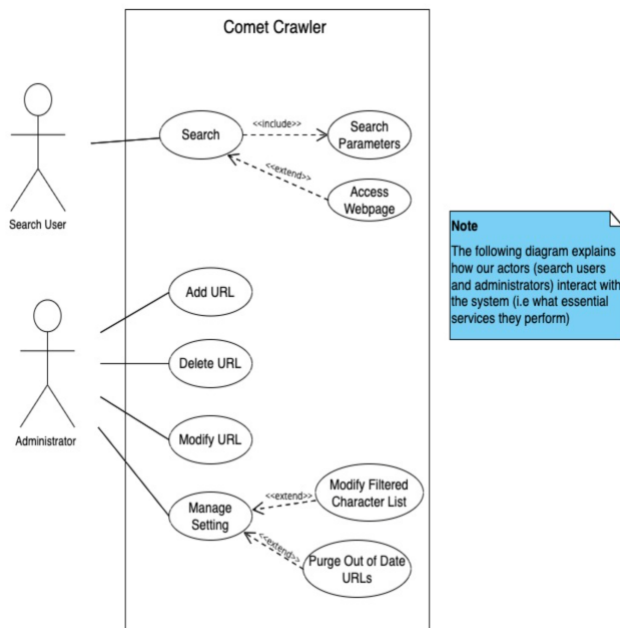 Comet Crawler
Search User
Search
<<include>>
Search
Parameters
<<extend>>
Access
Webpage
Note
The following diagram explains
how our actors (search users
and administrators) interact with
the system (i.e what essential
services they perform)
Administrator
Add URL
Delete URL
Modify URL
Manage
Setting
<<extend>>
Modify Filtered
Character List
<<extend>>
Purge Out of Date
URLs